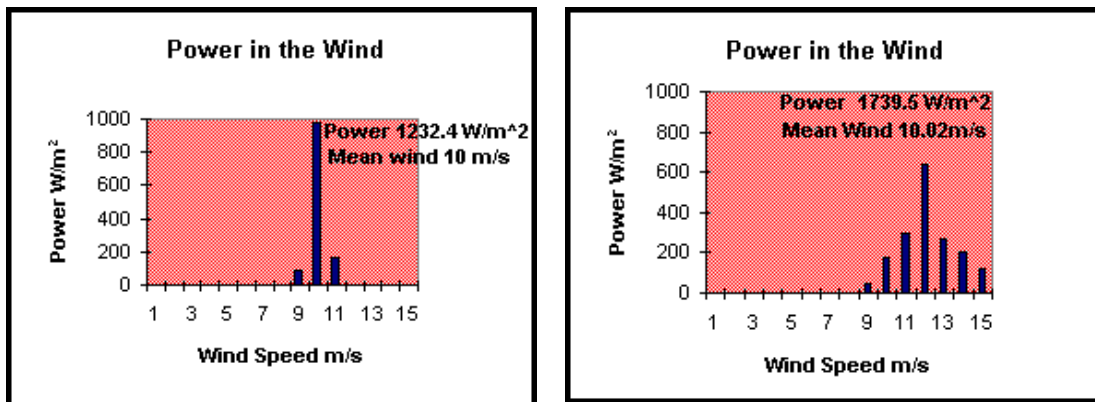 Power in the Wind
Power 1232.4 W/m^2
Mean wind 10 m/s
1000
800
600
400
200
0
Power W/m²
1 3 5 7 9 11 13 15
Wind Speed m/s
Power in the Wind
Power 1739.5 W/m^2
Mean Wind 10.02m/s
1000
800
600
400
200
0
Power W/m²
1 3 5 7 9 11 13 15
Wind Speed m/s